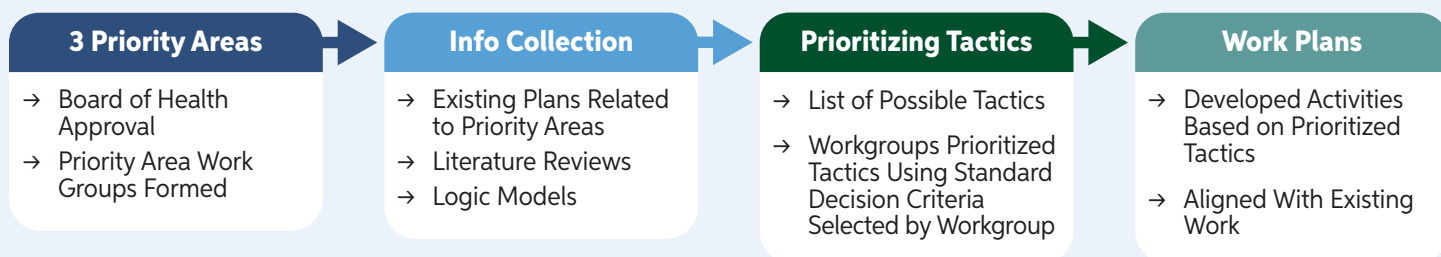 3 Priority Areas
→ Board of Health
Approval
→ Priority Area Work
Groups Formed
Info Collection
→ Existing Plans Related
to Priority Areas
→ Literature Reviews
→ Logic Models
Prioritizing Tactics
→ List of Possible Tactics
→ Workgroups Prioritized
Tactics Using Standard
Decision Criteria
Selected by Workgroup
Work Plans
→ Developed Activities
Based on Prioritized
Tactics
→ Aligned With Existing
Work